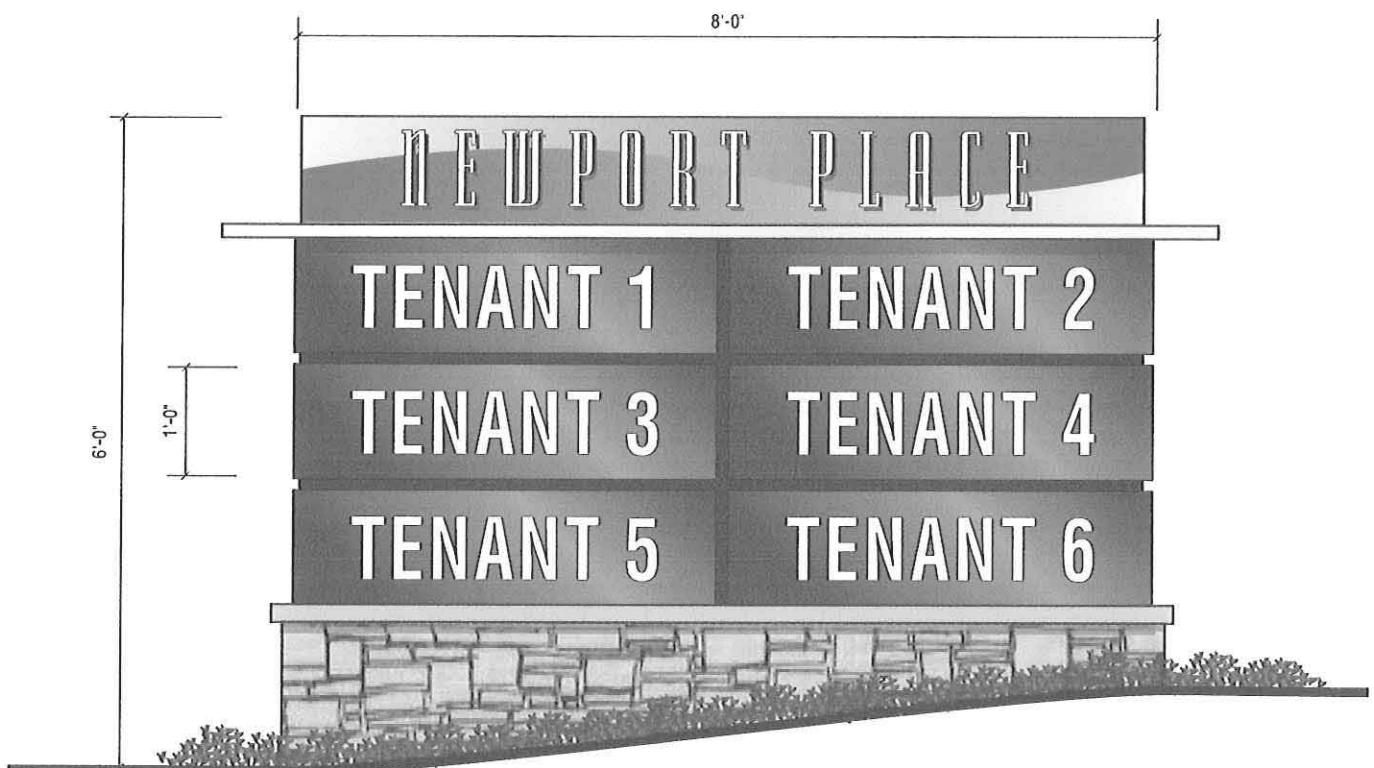 8'-0"
NEWPORT PLACE
TENANT 1 TENANT 2
6'-0"
1'-0"
TENANT 3 TENANT 4
TENANT 5 TENANT 6